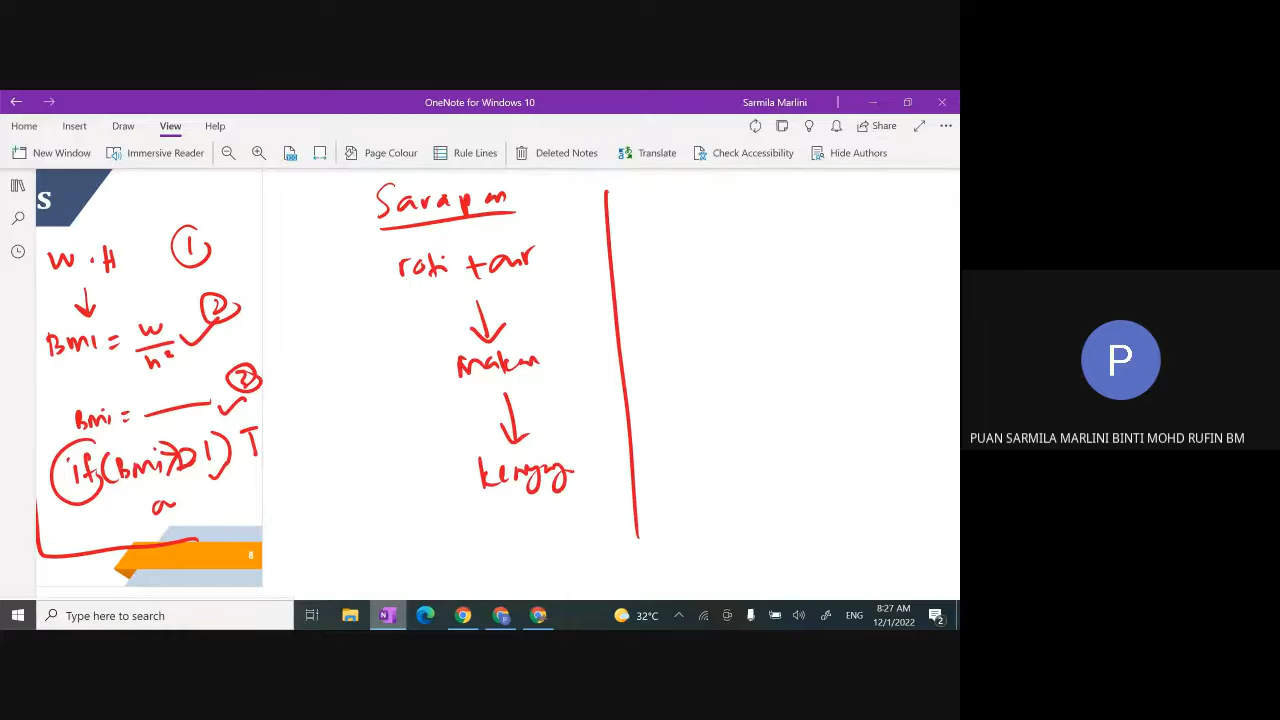 OneNote for Windows 10
Sarmila Marlini
Home Insert Draw View Help
Share
New Window Immersive Reader Page Colour Rule Lines Deleted Notes Translate Check Accessibility Hide Authors
s
W . H 1
BMI = w/h² 2
BMI =
if (BMI > 1) T
8
Sarapan
roti + air
makan
kenyang
P
PUAN SARMILA MARLINI BINTI MOHD RUFIN BM
Type here to search
32°C
ENG
8:27 AM
12/1/2022
2